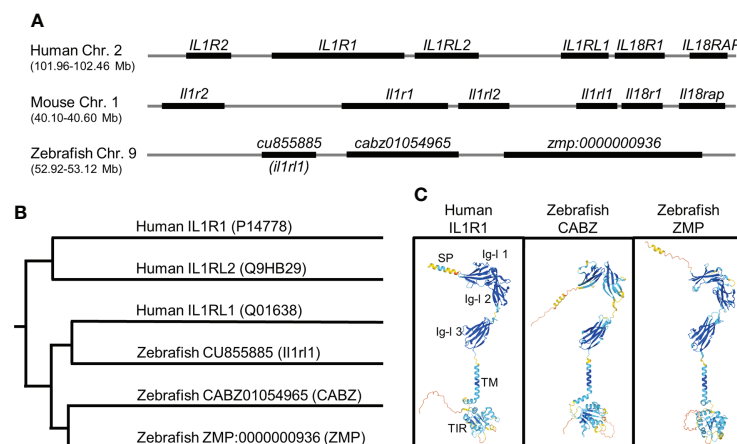 A
Human Chr. 2
(101.96-102.46 Mb)
IL1R2 IL1R1 IL1RL2 IL1RL1 IL18R1 IL18RAP
Mouse Chr. 1
(40.10-40.60 Mb)
Il1r2 Il1r1 Il1rl2 Il1rl1 Il18r1 Il18rap
Zebrafish Chr. 9
(52.92-53.12 Mb)
cu855885 cabz01054965 zmp:0000000936
(il1rl1)
B
Human IL1R1 (P14778)
Human IL1RL2 (Q9HB29)
Human IL1RL1 (Q01638)
Zebrafish CU855885 (Il1rl1)
Zebrafish CABZ01054965 (CABZ)
Zebrafish ZMP:0000000936 (ZMP)
C
Human
IL1R1
Zebrafish
CABZ
Zebrafish
ZMP
SP
Ig-l 1
Ig-l 2
Ig-l 3
TM
TIR